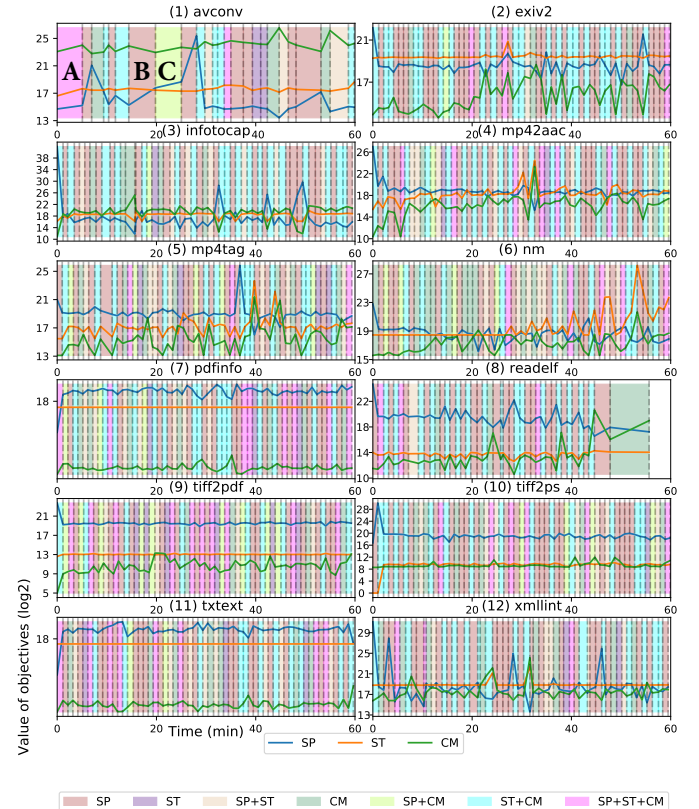 (1) avconv
(2) exiv2
25
21
17
13
A B C
0 20 40 60
21
17
0 20 40 60
(3) infotocap
(4) mp42aac
38
34
30
26
22
18
14
10
0 20 40 60
26
22
18
14
10
0 20 40 60
(5) mp4tag
(6) nm
25
21
17
13
0 20 40 60
27
23
19
15
0 20 40 60
(7) pdfinfo
(8) readelf
18
0 20 40 60
22
18
14
10
0 20 40 60
(9) tiff2pdf
(10) tiff2ps
21
17
13
9
5
0 20 40 60
28
24
20
16
12
8
4
0
0 20 40 60
(11) txtext
(12) xmllint
18
0 20 40 60
29
25
21
17
13
0 20 40 60
Value of objectives (log2)
Time (min)
SP ST CM
SP ST SP+ST CM SP+CM ST+CM SP+ST+CM